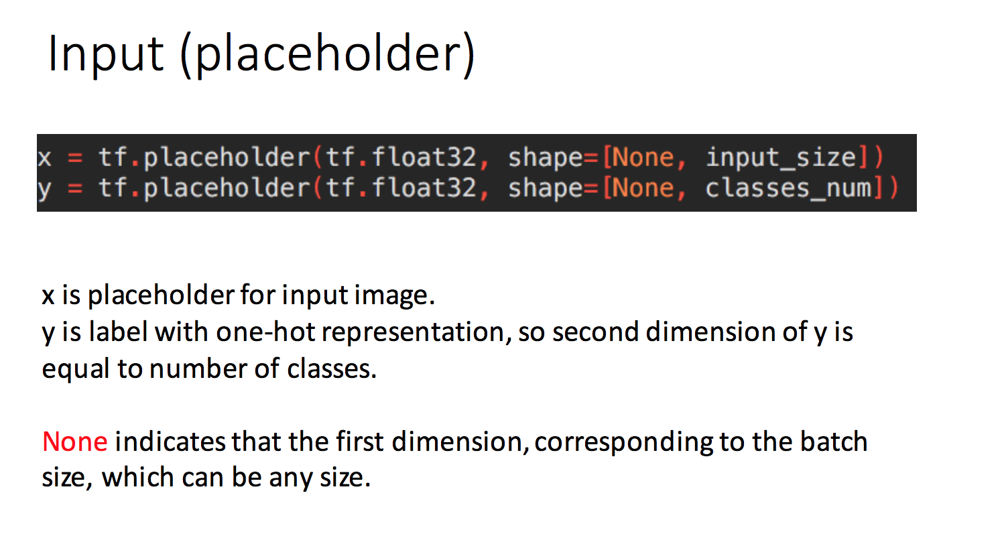 Input (placeholder)
x = tf.placeholder(tf.float32, shape=[None, input_size])
y = tf.placeholder(tf.float32, shape=[None, classes_num])
x is placeholder for input image.
y is label with one-hot representation, so second dimension of y is
equal to number of classes.
None indicates that the first dimension, corresponding to the batch
size, which can be any size.